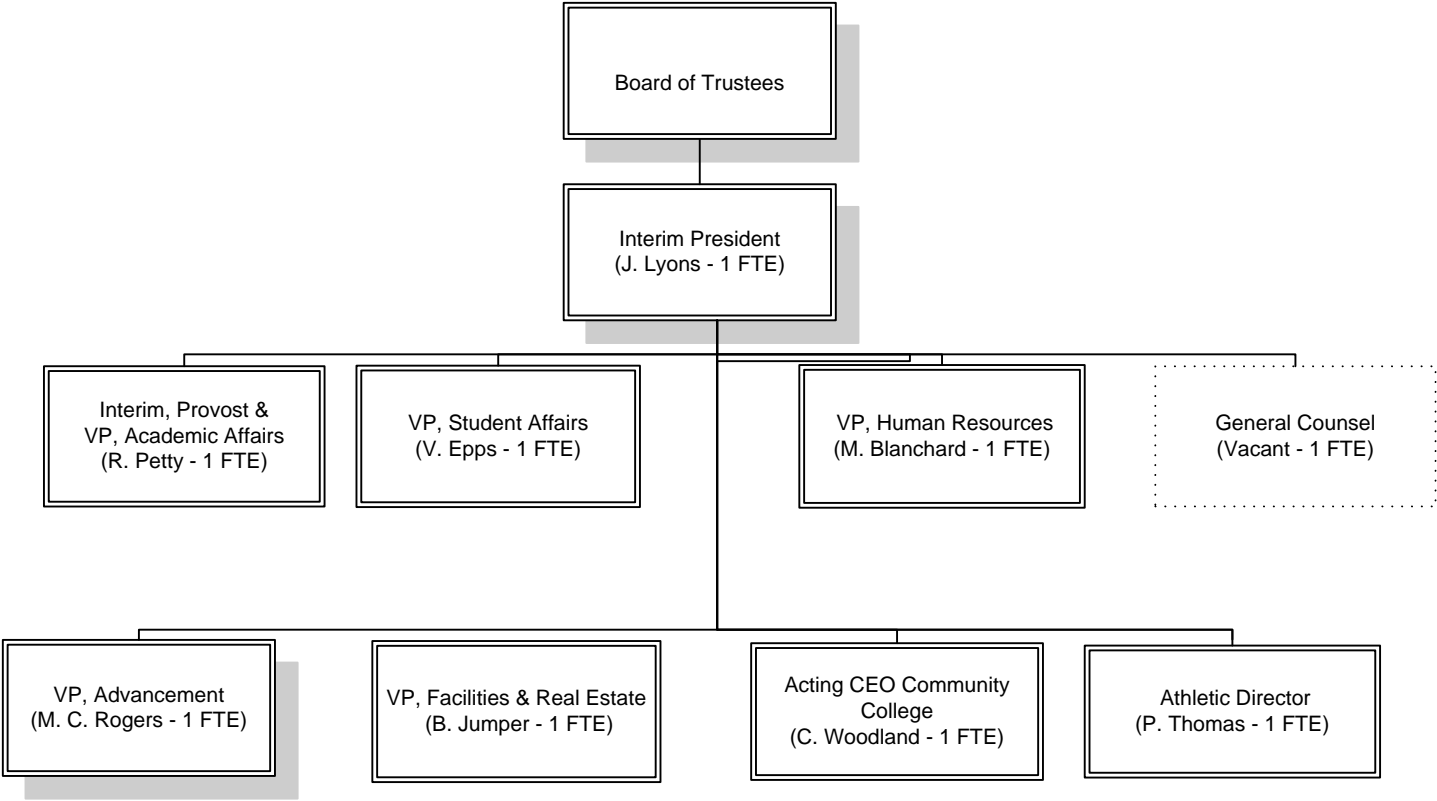 Board of Trustees
Interim President
(J. Lyons - 1 FTE)
Interim, Provost &
VP, Academic Affairs
(R. Petty - 1 FTE)
VP, Student Affairs
(V. Epps - 1 FTE)
VP, Human Resources
(M. Blanchard - 1 FTE)
General Counsel
(Vacant - 1 FTE)
VP, Advancement
(M. C. Rogers - 1 FTE)
VP, Facilities & Real Estate
(B. Jumper - 1 FTE)
Acting CEO Community
College
(C. Woodland - 1 FTE)
Athletic Director
(P. Thomas - 1 FTE)